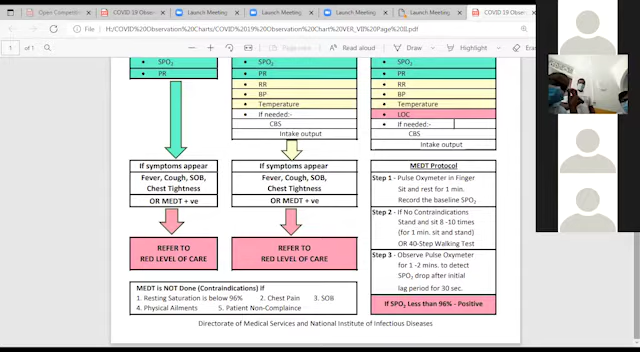 Open Competitive
COVID 19 Obser
Launch Meeting
Launch Meeting
Launch Meeting
Launch Meeting
COVID 19 Obser
File
H:/COVID%20Observation%20Charts/COVID%2019%20Observation%20Chart%20VER_VII%20Page%20II.pdf
1 of 1
Read aloud
Draw
Highlight
Erase
• SPO₂
• PR
• SPO₂
• PR
• RR
• BP
• Temperature
• If needed:-
CBS
Intake output
• SPO₂
• PR
• RR
• BP
• Temperature
• LOC
• If needed:-
CBS
Intake output
If symptoms appear
Fever, Cough, SOB,
Chest Tightness
OR MEDT + ve
REFER TO
RED LEVEL OF CARE
If symptoms appear
Fever, Cough, SOB,
Chest Tightness
OR MEDT + ve
REFER TO
RED LEVEL OF CARE
MEDT Protocol
Step 1 - Pulse Oxymeter in Finger
Sit and rest for 1 min.
Record the baseline SPO₂
Step 2 - If No Contraindications
Stand and sit 8 -10 times
(for 1 min. sit and stand)
OR 40-Step Walking Test
Step 3 - Observe Pulse Oxymeter
for 1 -2 mins. to detect
SPO₂ drop after initial
lag period for 30 sec.
If SPO₂ Less than 96% - Positive
MEDT is NOT Done (Contraindications) If
1. Resting Saturation is below 96% 2. Chest Pain 3. SOB
4. Physical Ailments 5. Patient Non-Complaince
Directorate of Medical Services and National Institute of Infectious Diseases